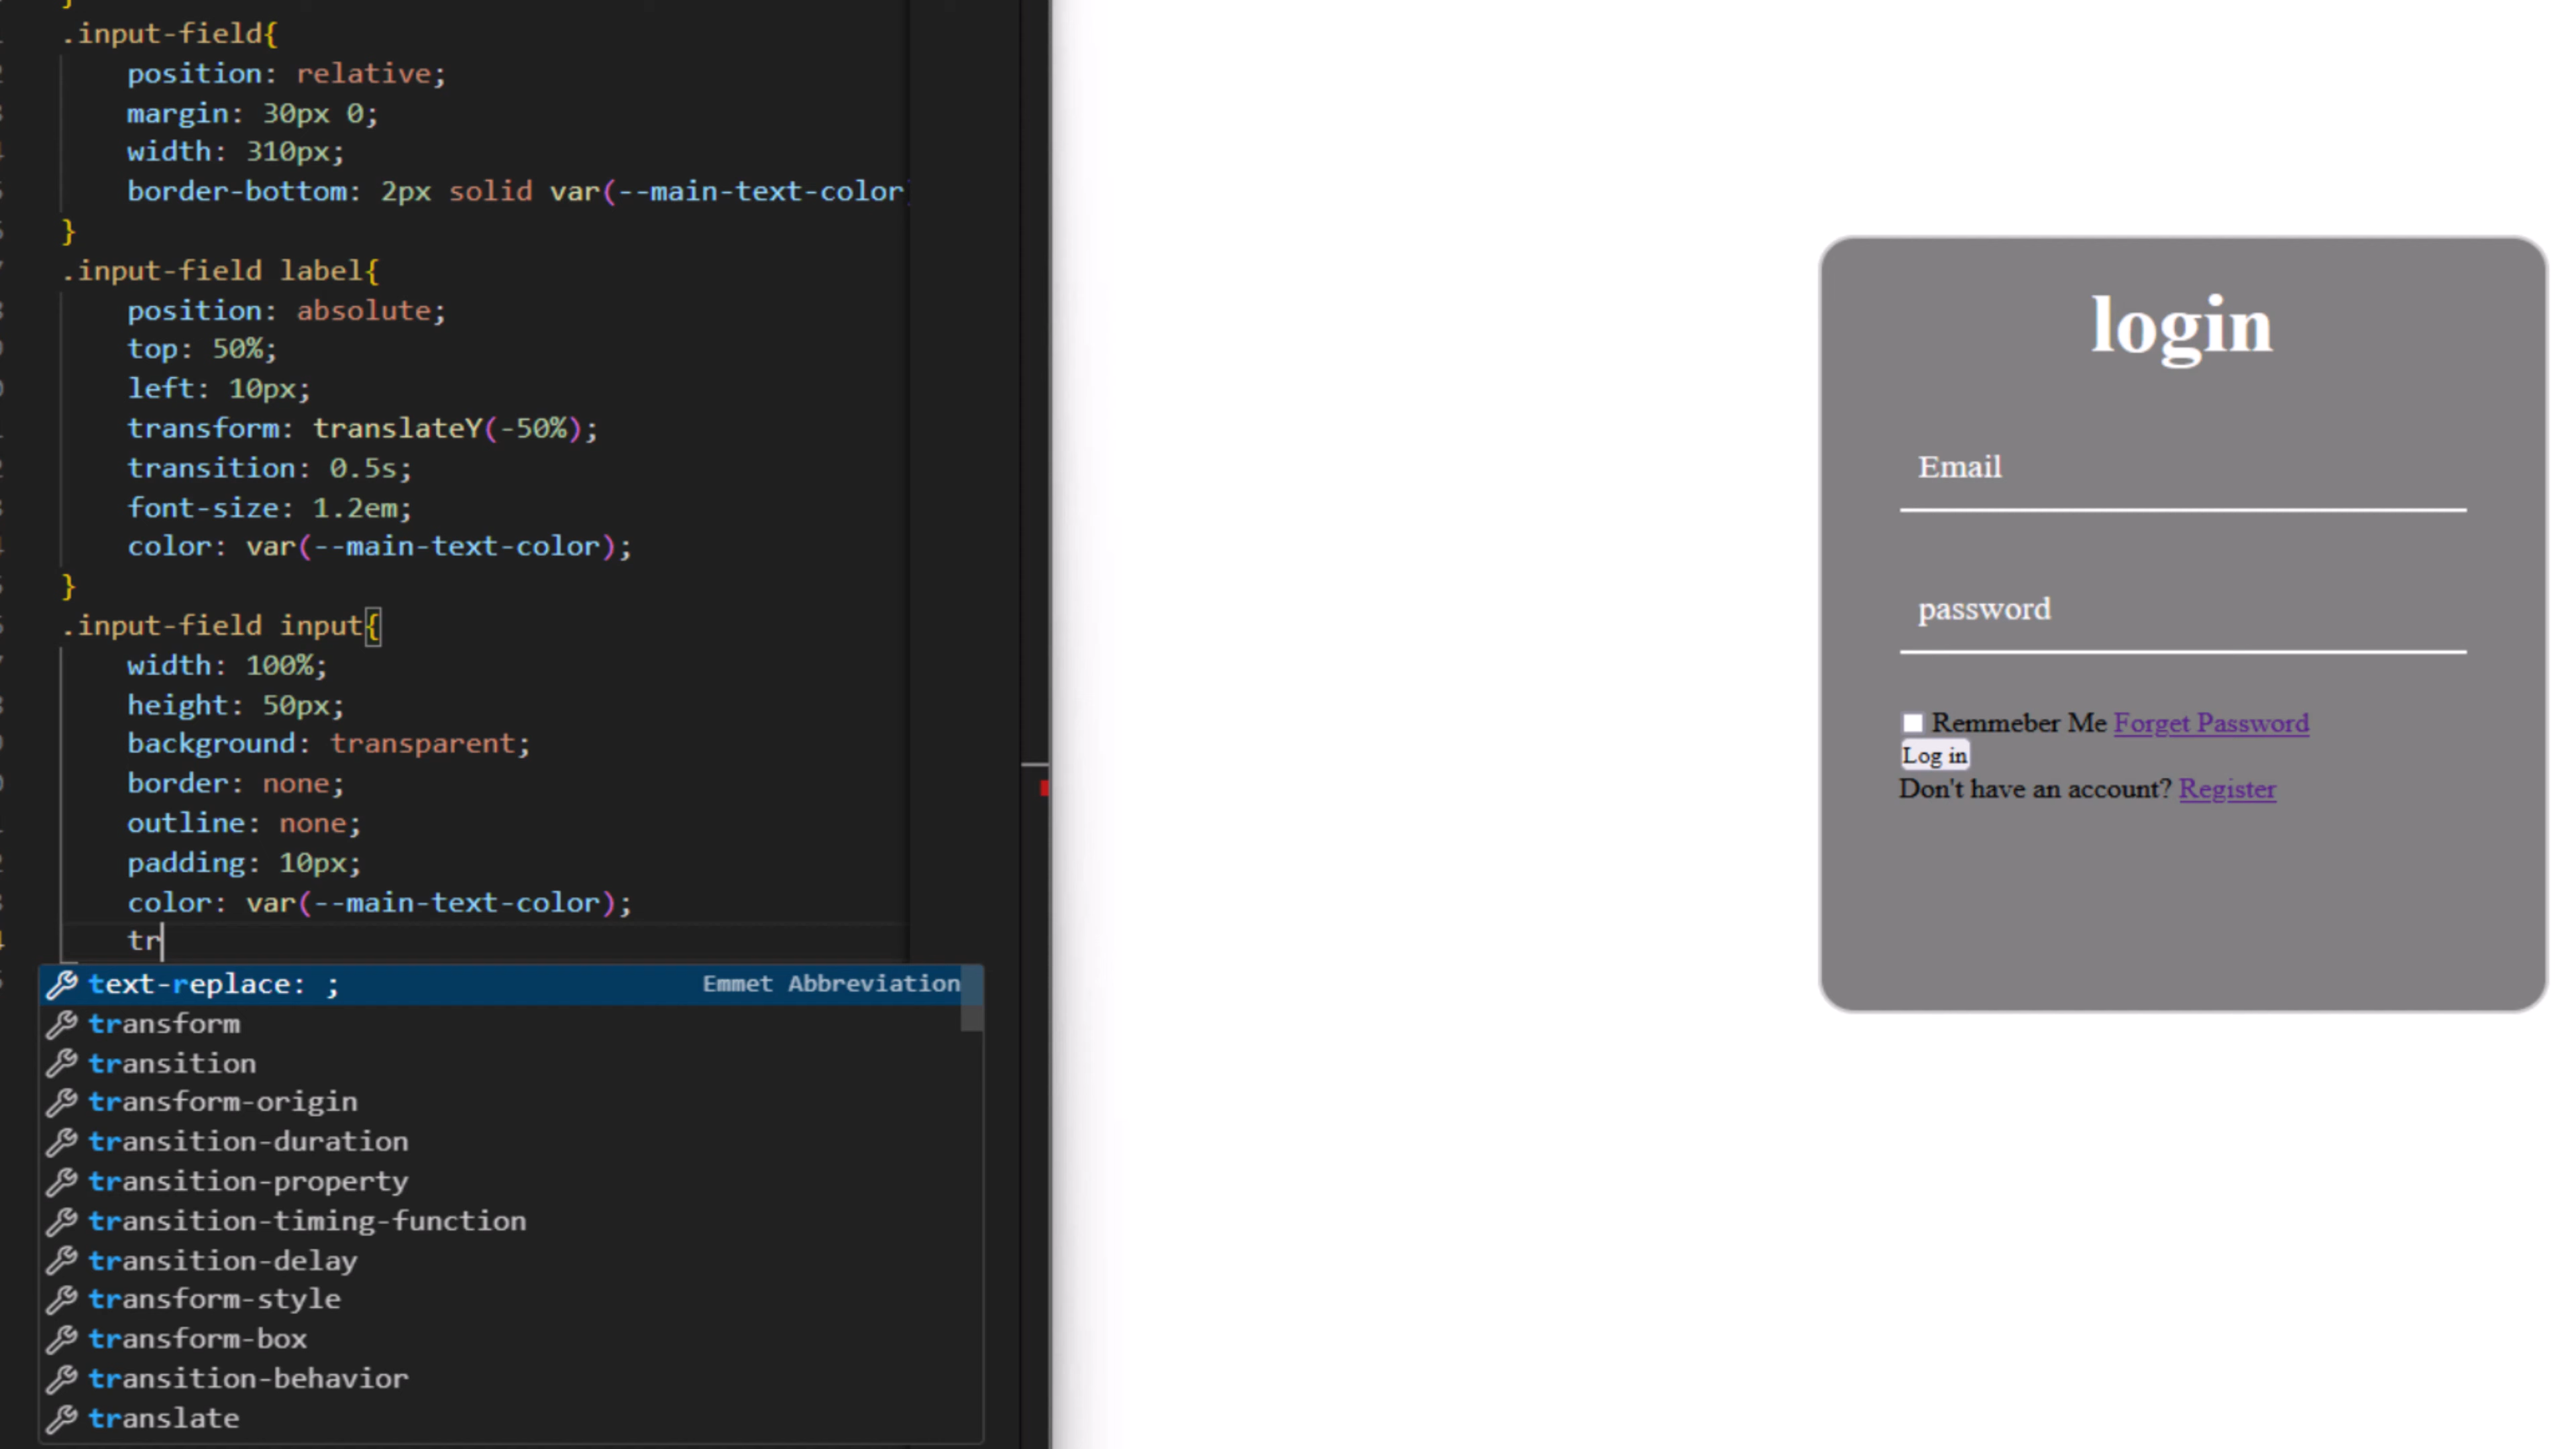 .input-field{
position: relative;
margin: 30px 0;
width: 310px;
border-bottom: 2px solid var(--main-text-color
}
.input-field label{
position: absolute;
top: 50%;
left: 10px;
transform: translateY(-50%);
transition: 0.5s;
font-size: 1.2em;
color: var(--main-text-color);
}
.input-field input{
width: 100%;
height: 50px;
background: transparent;
border: none;
outline: none;
padding: 10px;
color: var(--main-text-color);
tr
text-replace: ; Emmet Abbreviation
transform
transition
transform-origin
transition-duration
transition-property
transition-timing-function
transition-delay
transform-style
transform-box
transition-behavior
translate
login
Email
password
Remmeber Me Forget Password
Log in
Don't have an account? Register